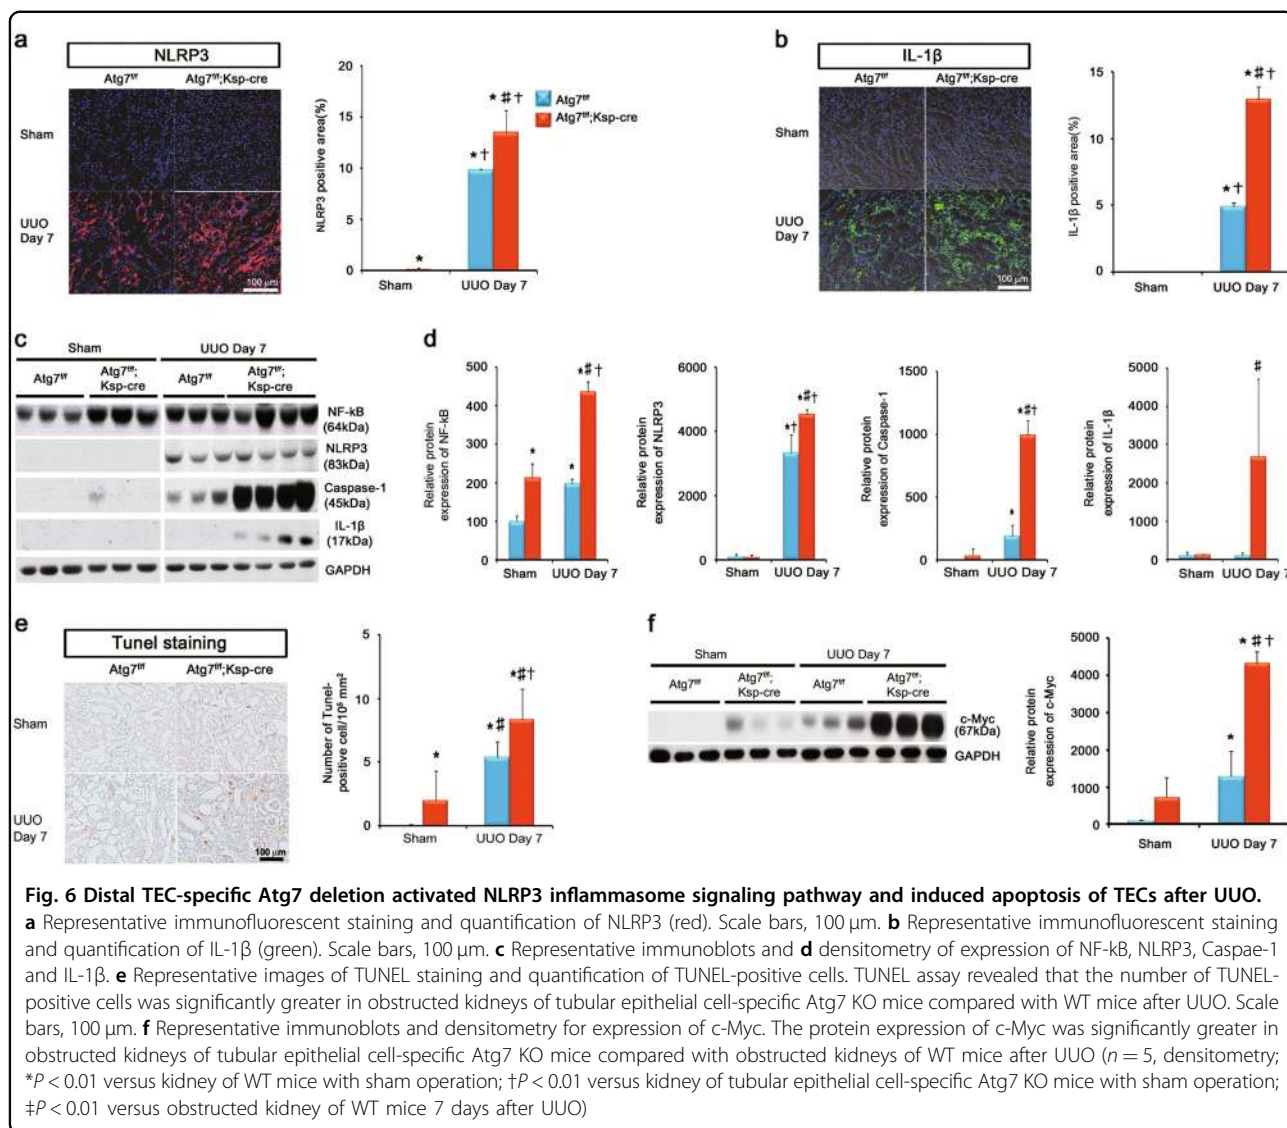 a
NLRP3
Atg7f/f Atg7f/f;Ksp-cre
Sham
UUO
Day 7
100 µm
NLRP3 positive area(%)
20
15
10
5
0
*
*†
*#†
Sham UUO Day 7
Atg7f/f
Atg7f/f;Ksp-cre
b
IL-1β
Atg7f/f Atg7f/f;Ksp-cre
Sham
UUO
Day 7
100 µm
IL-1β positive area(%)
15
10
5
0
*†
*#†
Sham UUO Day 7
c
Sham UUO Day 7
Atg7f/f Atg7f/f; Ksp-cre Atg7f/f Atg7f/f; Ksp-cre
NF-kB
(64kDa)
NLRP3
(83kDa)
Caspase-1
(45kDa)
IL-1β
(17kDa)
GAPDH
d
Relative protein
expression of NF-kB
500
400
300
200
100
0
*
*
*#†
Sham UUO Day 7
Relative protein
expression of NLRP3
6000
4000
2000
0
*†
*#†
Sham UUO Day 7
Relative protein
expression of Caspase-1
1500
1000
500
0
*
*#†
Sham UUO Day 7
Relative protein
expression of IL-1β
5000
4000
3000
2000
1000
0
#
Sham UUO Day 7
e
Tunel staining
Atg7f/f Atg7f/f;Ksp-cre
Sham
UUO
Day 7
100 µm
Number of Tunel-
positive cell/10⁵ mm²
5
10
5
0
*
*#
*#†
Sham UUO Day 7
f
Sham UUO Day 7
Atg7f/f Atg7f/f; Ksp-cre Atg7f/f Atg7f/f; Ksp-cre
c-Myc
(67kDa)
GAPDH
Relative protein
expression of c-Myc
5000
4000
3000
2000
1000
0
*
*#†
Sham UUO Day 7
Fig. 6 Distal TEC-specific Atg7 deletion activated NLRP3 inflammasome signaling pathway and induced apoptosis of TECs after UUO.
a Representative immunofluorescent staining and quantification of NLRP3 (red). Scale bars, 100 µm. b Representative immunofluorescent staining
and quantification of IL-1β (green). Scale bars, 100 µm. c Representative immunoblots and d densitometry of expression of NF-kB, NLRP3, Caspae-1
and IL-1β. e Representative images of TUNEL staining and quantification of TUNEL-positive cells. TUNEL assay revealed that the number of TUNEL-
positive cells was significantly greater in obstructed kidneys of tubular epithelial cell-specific Atg7 KO mice compared with WT mice after UUO. Scale
bars, 100 µm. f Representative immunoblots and densitometry for expression of c-Myc. The protein expression of c-Myc was significantly greater in
obstructed kidneys of tubular epithelial cell-specific Atg7 KO mice compared with obstructed kidneys of WT mice after UUO (n = 5, densitometry;
*P < 0.01 versus kidney of WT mice with sham operation; †P < 0.01 versus kidney of tubular epithelial cell-specific Atg7 KO mice with sham operation;
‡P < 0.01 versus obstructed kidney of WT mice 7 days after UUO)